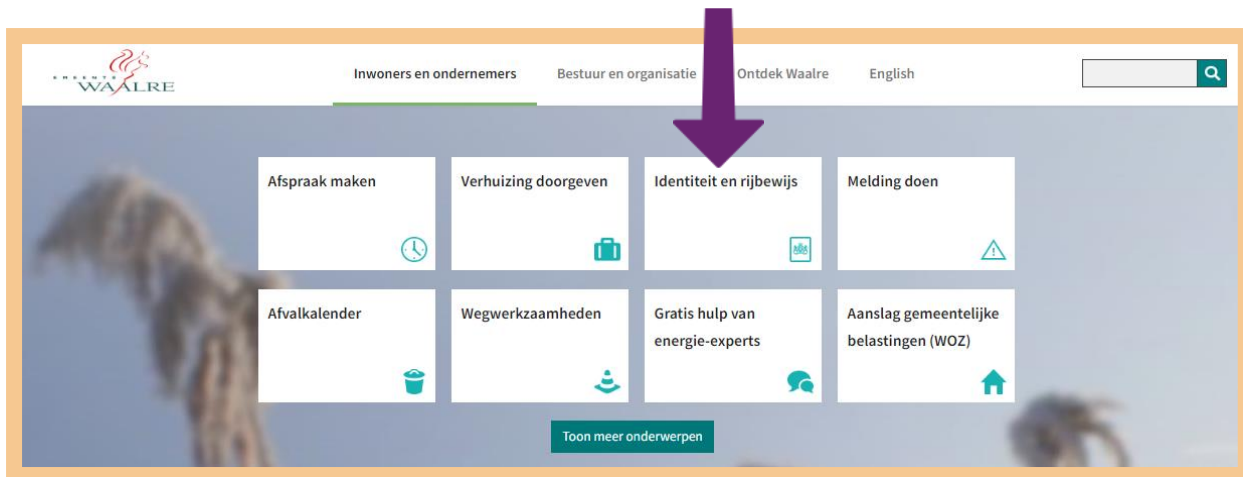 GEMEENTE
WAALRE
Inwoners en ondernemers
Bestuur en organisatie
Ontdek Waalre
English
Afspraak maken
Verhuizing doorgeven
Identiteit en rijbewijs
Melding doen
Afvalkalender
Wegwerkzaamheden
Gratis hulp van
energie-experts
Aanslag gemeentelijke
belastingen (WOZ)
Toon meer onderwerpen